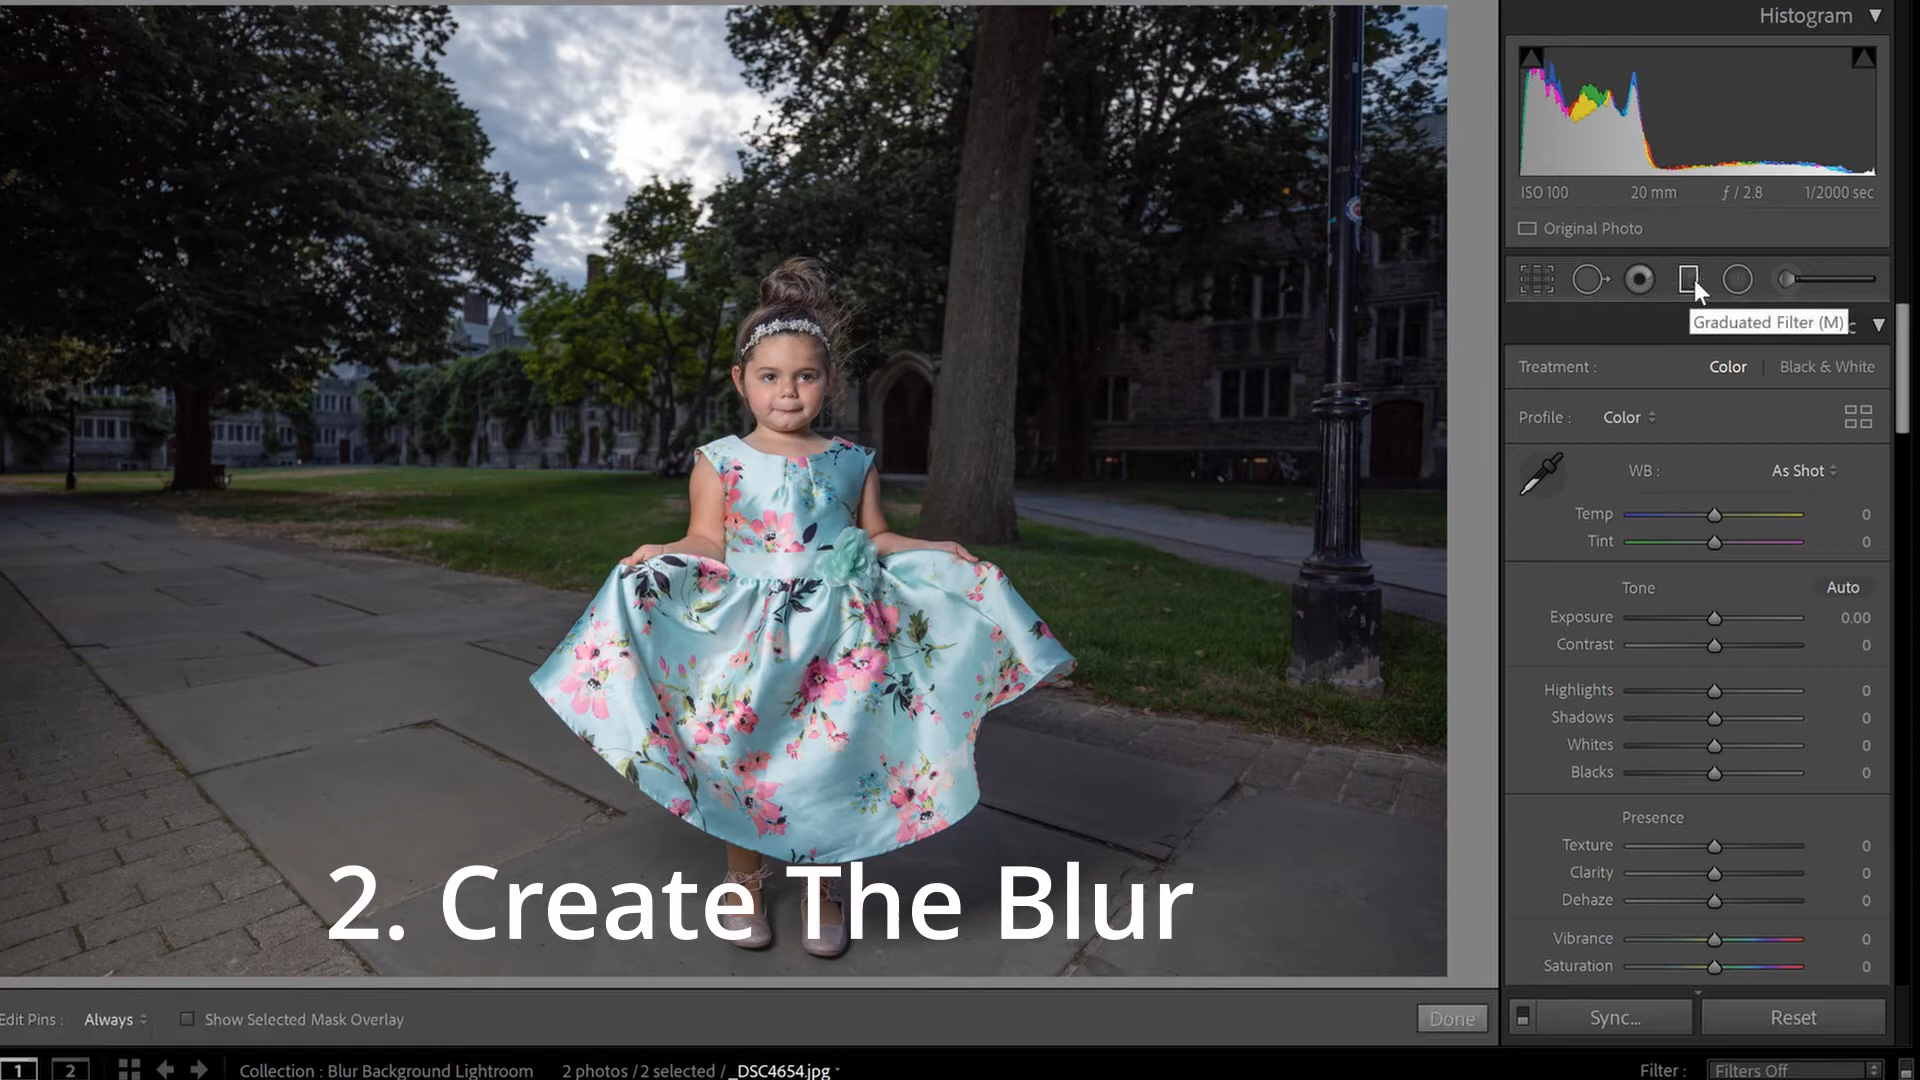 Histogram
ISO 100 20 mm ƒ / 2.8 1/2000 sec
Original Photo
Graduated Filter (M)
c
Treatment : Color Black & White
Profile : Color
WB : As Shot
Temp 0
Tint 0
Tone Auto
Exposure 0.00
Contrast 0
Highlights 0
Shadows 0
Whites 0
Blacks 0
Presence
Texture 0
Clarity 0
Dehaze 0
Vibrance 0
Saturation 0
2. Create The Blur
Edit Pins : Always Show Selected Mask Overlay Done
Sync... Reset
1 2 Collection : Blur Background Lightroom 2 photos / 2 selected / _DSC4654.jpg Filter : Filters Off